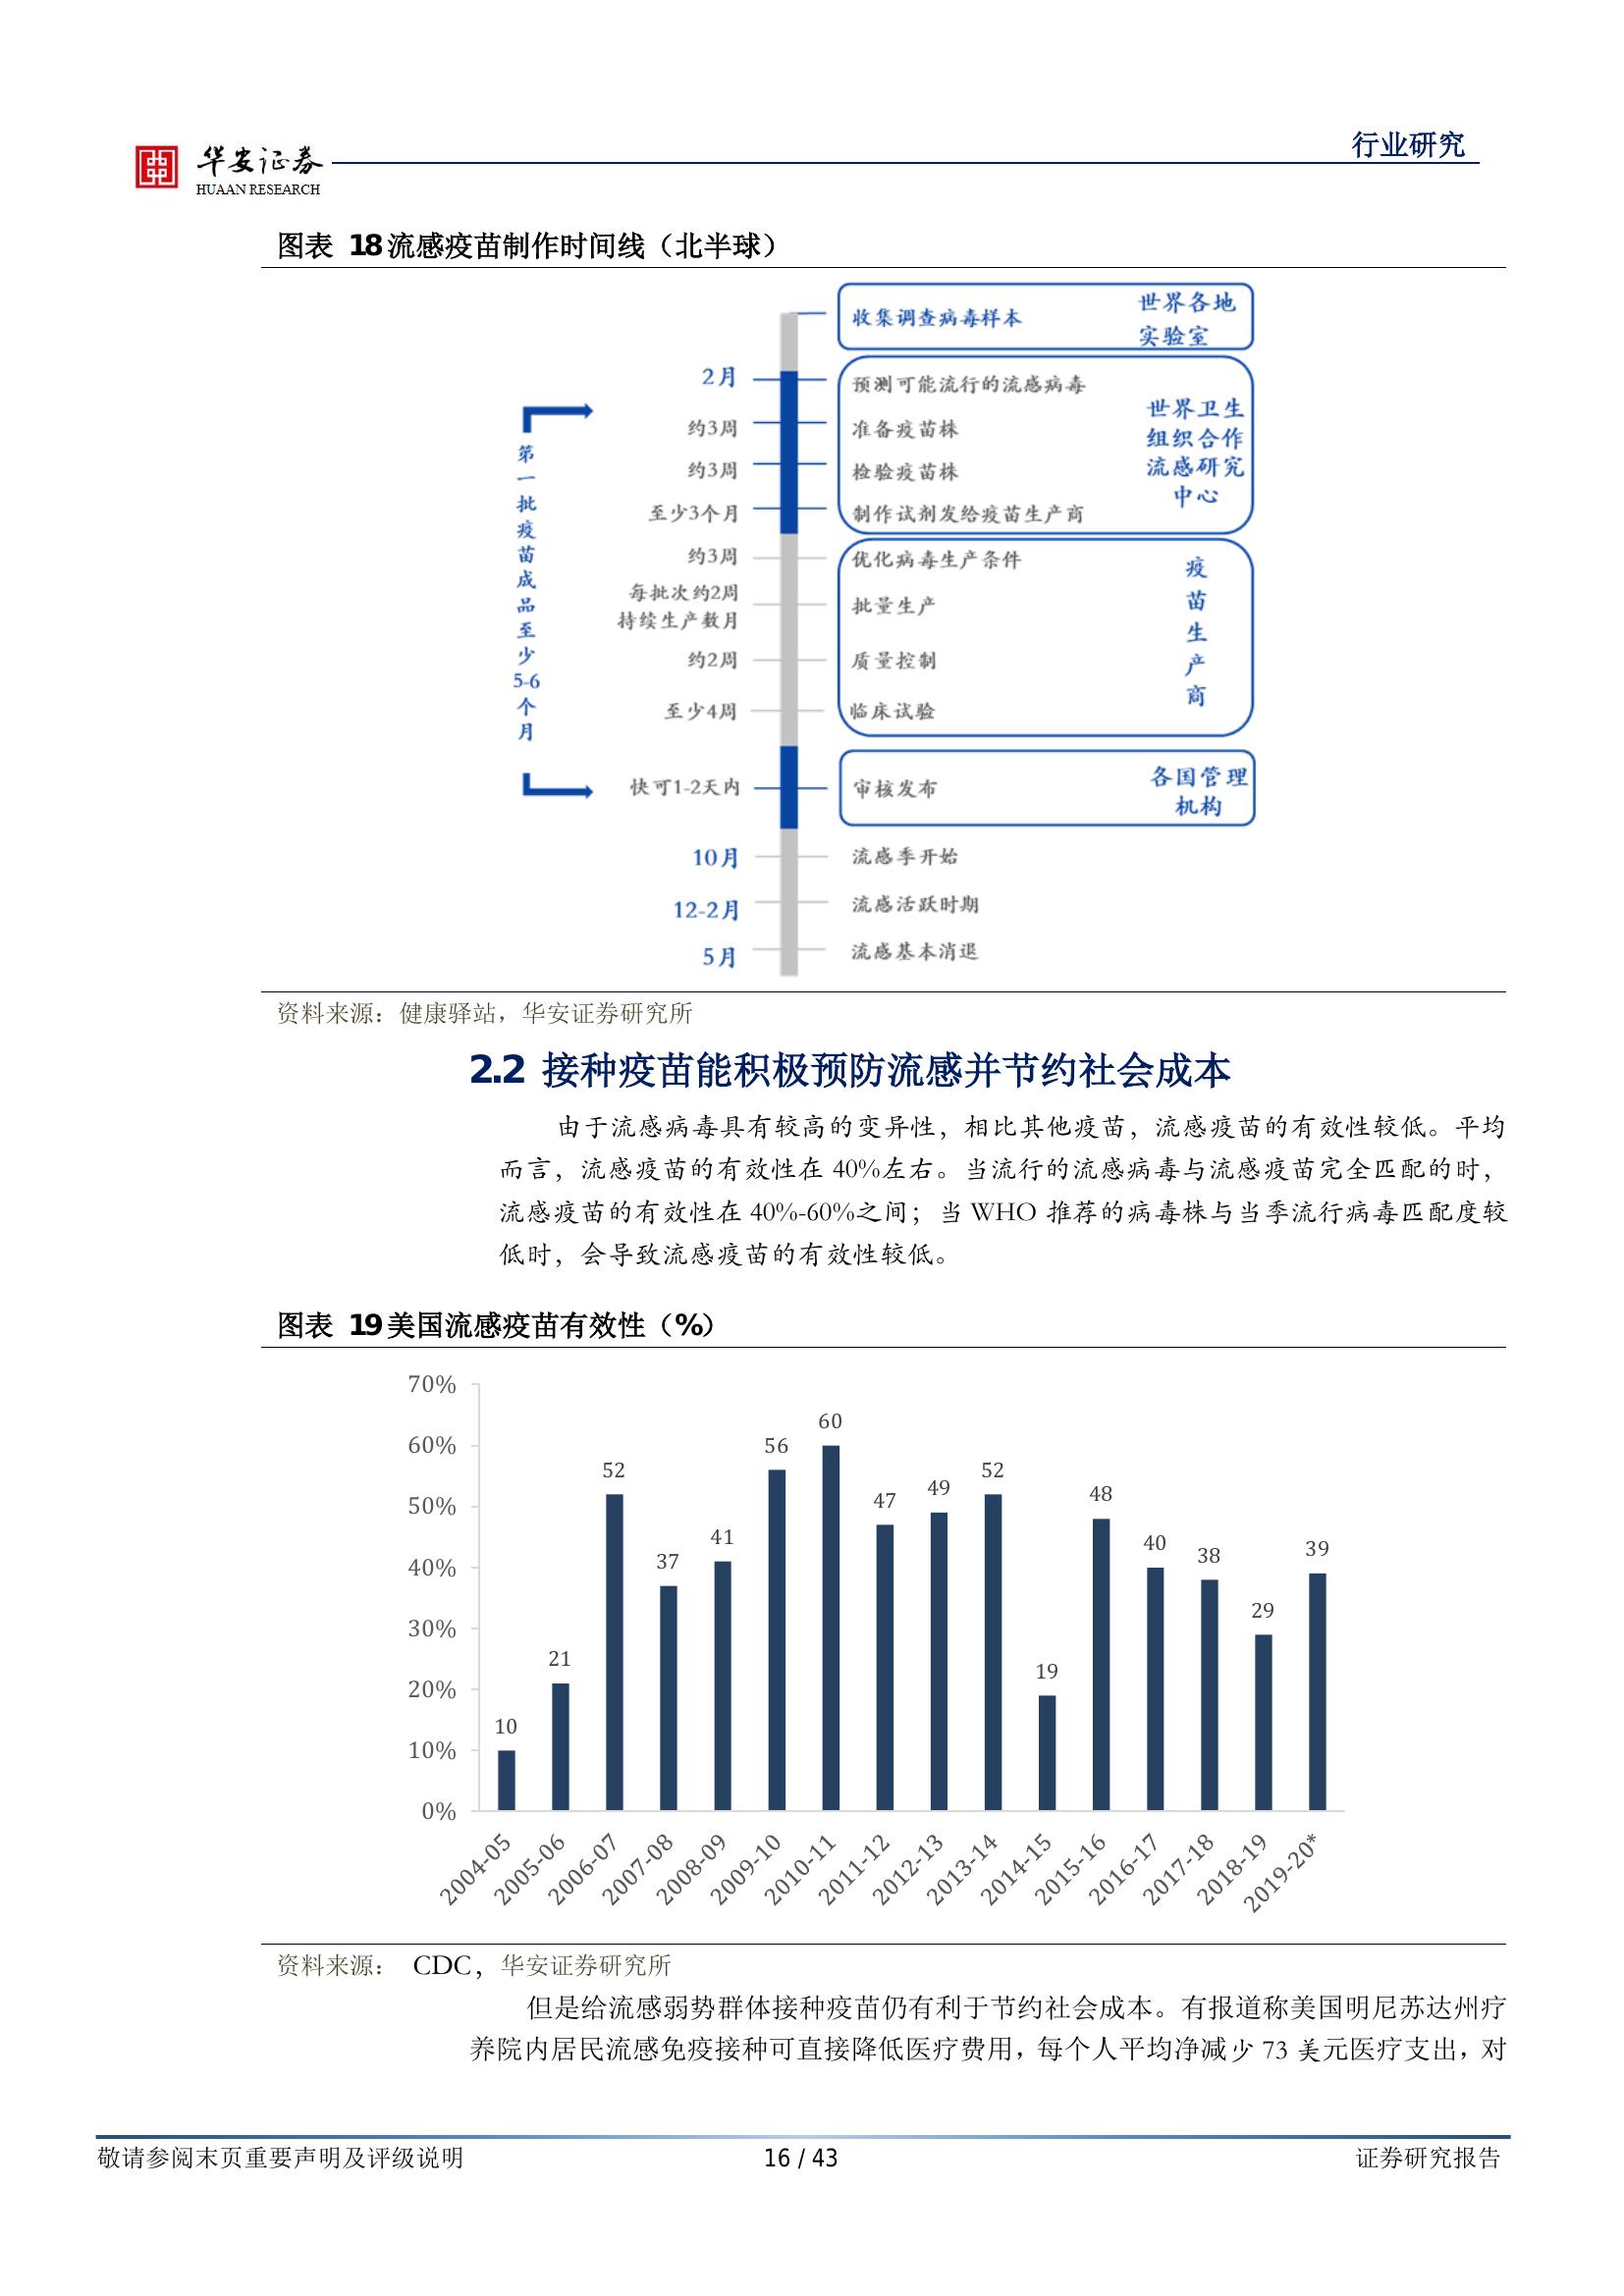 华安证券
HUAAN RESEARCH
行业研究
图表 18 流感疫苗制作时间线（北半球）
收集调查病毒样本
世界各地
实验室
2月
预测可能流行的流感病毒
约3周
准备疫苗株
约3周
检验疫苗株
至少3个月
制作试剂发给疫苗生产商
世界卫生
组织合作
流感研究
中心
第一批疫苗成品至少5-6个月
约3周
优化病毒生产条件
每批次约2周
持续生产数月
批量生产
约2周
质量控制
至少4周
临床试验
疫苗生产商
快可1-2天内
审核发布
各国管理
机构
10月
流感季开始
12-2月
流感活跃时期
5月
流感基本消退
资料来源：健康驿站，华安证券研究所
2.2 接种疫苗能积极预防流感并节约社会成本
由于流感病毒具有较高的变异性，相比其他疫苗，流感疫苗的有效性较低。平均
而言，流感疫苗的有效性在 40%左右。当流行的流感病毒与流感疫苗完全匹配的时，
流感疫苗的有效性在 40%-60%之间；当 WHO 推荐的病毒株与当季流行病毒匹配度较
低时，会导致流感疫苗的有效性较低。
图表 19 美国流感疫苗有效性（%）
70%
60%
50%
40%
30%
20%
10%
0%
10
21
52
37
41
56
60
47
49
52
19
48
40
38
29
39
2004-05
2005-06
2006-07
2007-08
2008-09
2009-10
2010-11
2011-12
2012-13
2013-14
2014-15
2015-16
2016-17
2017-18
2018-19
2019-20*
资料来源： CDC，华安证券研究所
但是给流感弱势群体接种疫苗仍有利于节约社会成本。有报道称美国明尼苏达州疗
养院内居民流感免疫接种可直接降低医疗费用，每个人平均净减少 73 美元医疗支出，对
敬请参阅末页重要声明及评级说明
16 / 43
证券研究报告